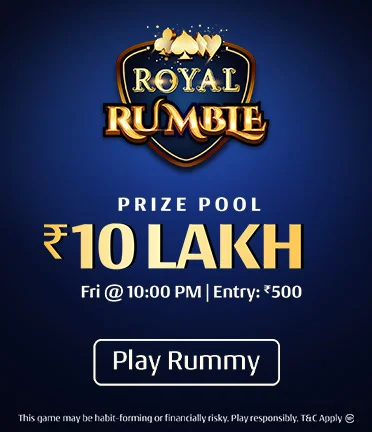 ROYAL
RUMBLE
PRIZE POOL
₹10 LAKH
Fri @ 10:00 PM | Entry: ₹500
Play Rummy
This game may be habit-forming or financially risky. Play responsibly. T&C Apply